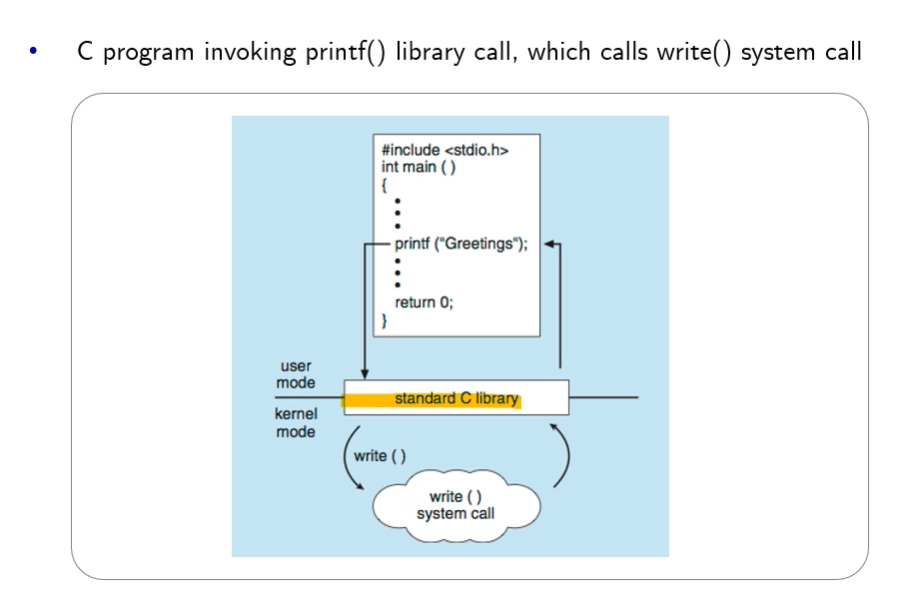 • C program invoking printf() library call, which calls write() system call
#include <stdio.h>
int main ( )
{
printf ("Greetings");
return 0;
}
user
mode
standard C library
kernel
mode
write ( )
write ( )
system call